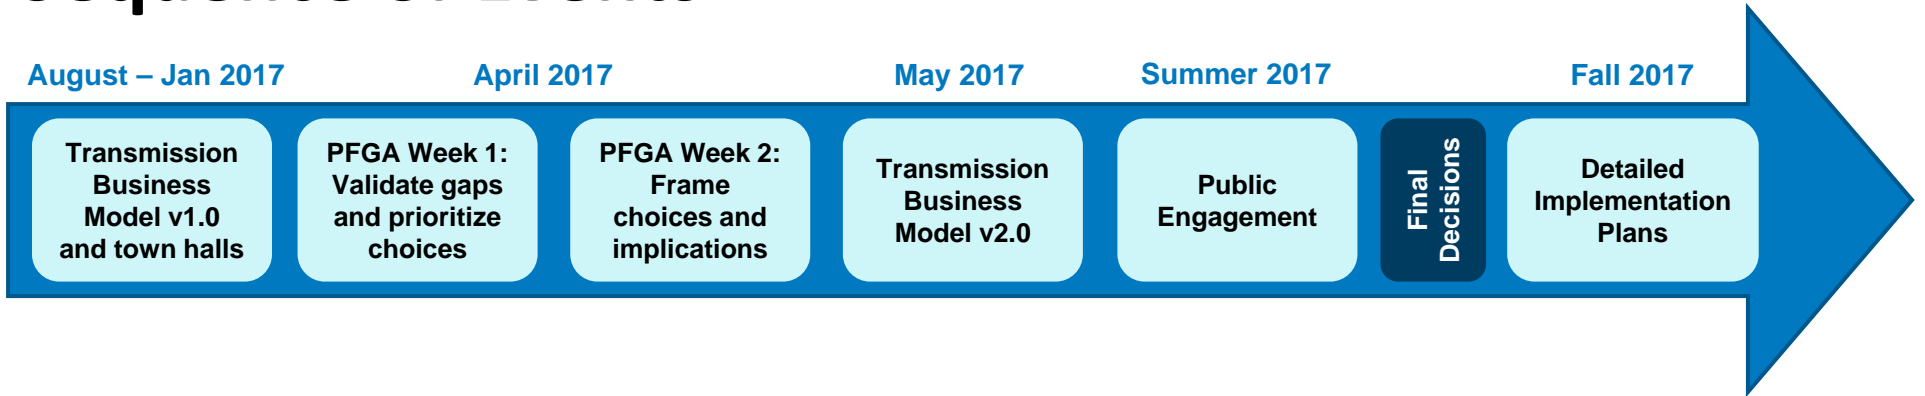 August – Jan 2017
April 2017
May 2017
Summer 2017
Fall 2017
Transmission
Business
Model v1.0
and town halls
PFGA Week 1:
Validate gaps
and prioritize
choices
PFGA Week 2:
Frame
choices and
implications
Transmission
Business
Model v2.0
Public
Engagement
Final
Decisions
Detailed
Implementation
Plans